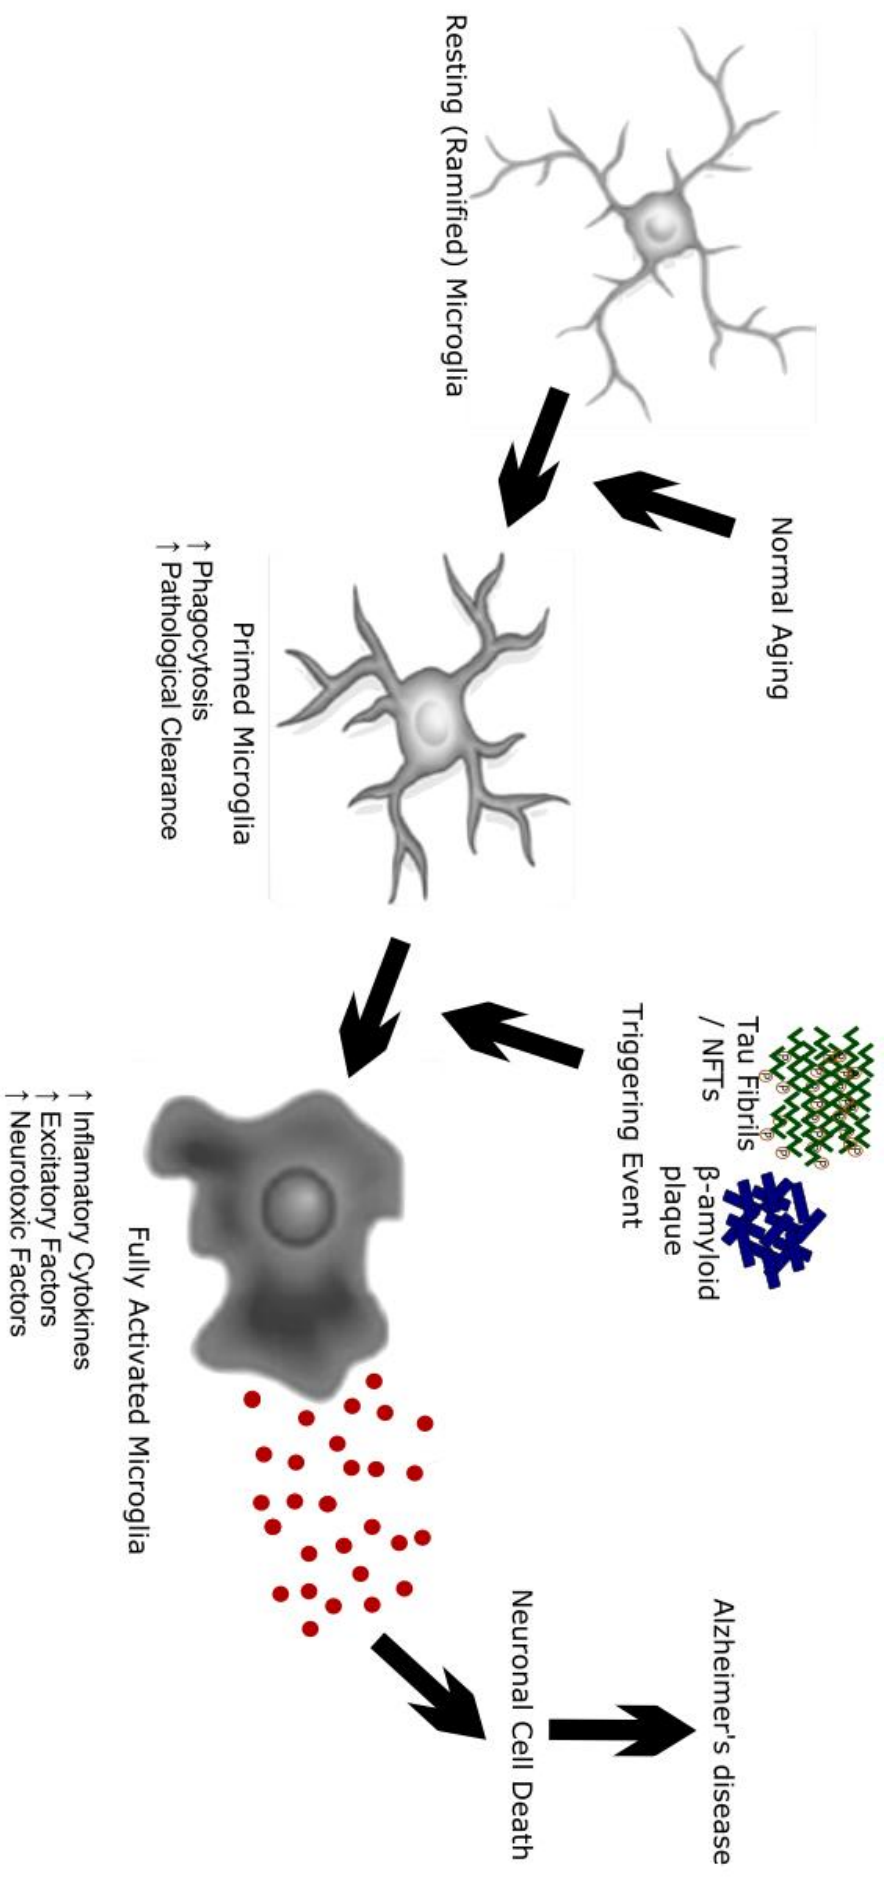 Resting (Ramified) Microglia
Normal Aging
Primed Microglia
↑ Phagocytosis
↑ Pathological Clearance
Tau Fibrils
/ NFTs
β-amyloid
plaque
Triggering Event
Fully Activated Microglia
↑ Inflamatory Cytokines
↑ Excitatory Factors
↑ Neurotoxic Factors
Neuronal Cell Death
Alzheimer's disease